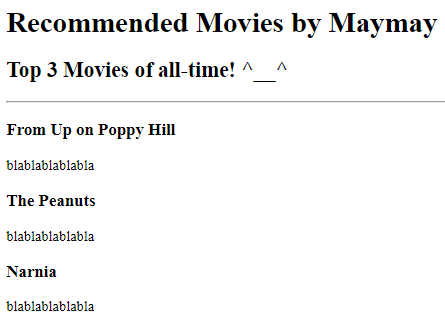 Recommended Movies by Maymay
Top 3 Movies of all-time! ^__^
From Up on Poppy Hill
blablablablabla
The Peanuts
blablablablabla
Narnia
blablablablabla